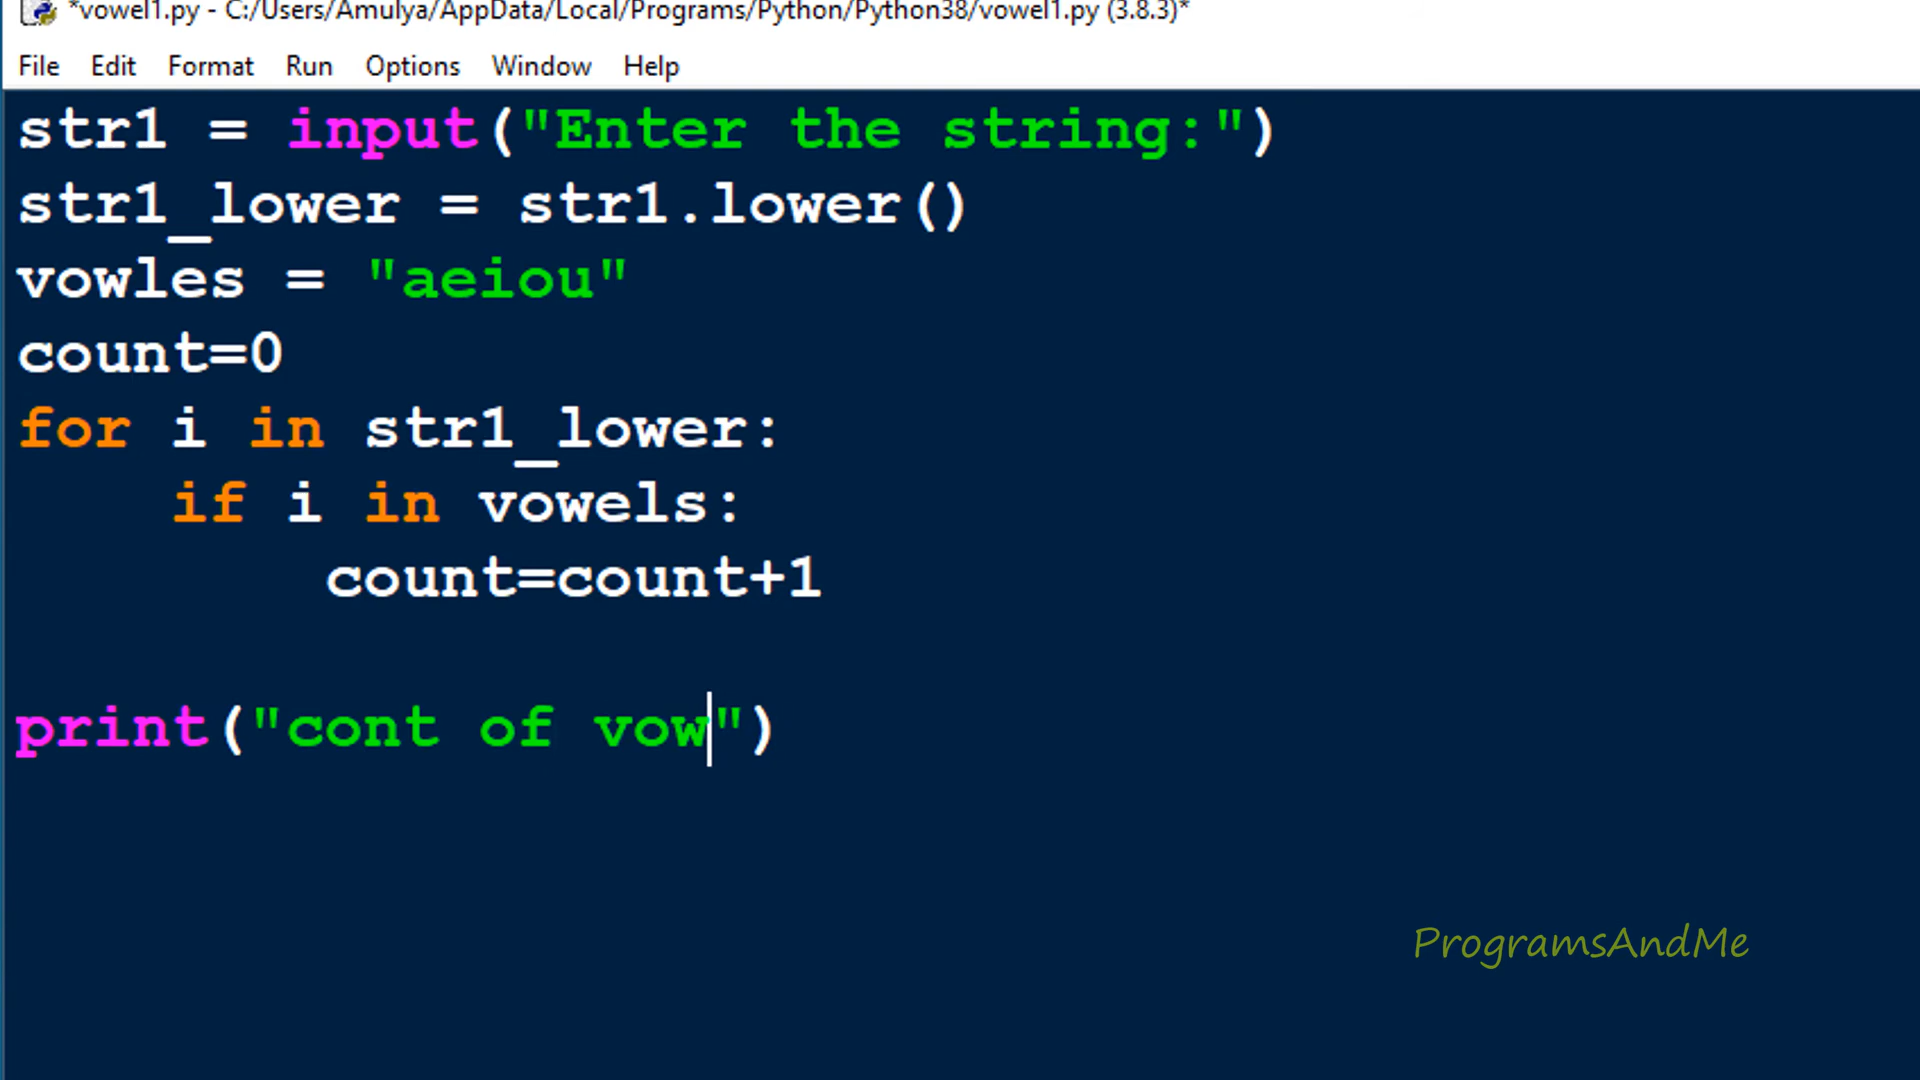 *vowel1.py - C:/Users/Amulya/AppData/Local/Programs/Python/Python38/vowel1.py (3.8.3)*
File Edit Format Run Options Window Help
str1 = input("Enter the string:")
str1_lower = str1.lower()
vowles = "aeiou"
count=0
for i in str1_lower:
    if i in vowels:
        count=count+1
print("cont of vow")
ProgramsAndMe